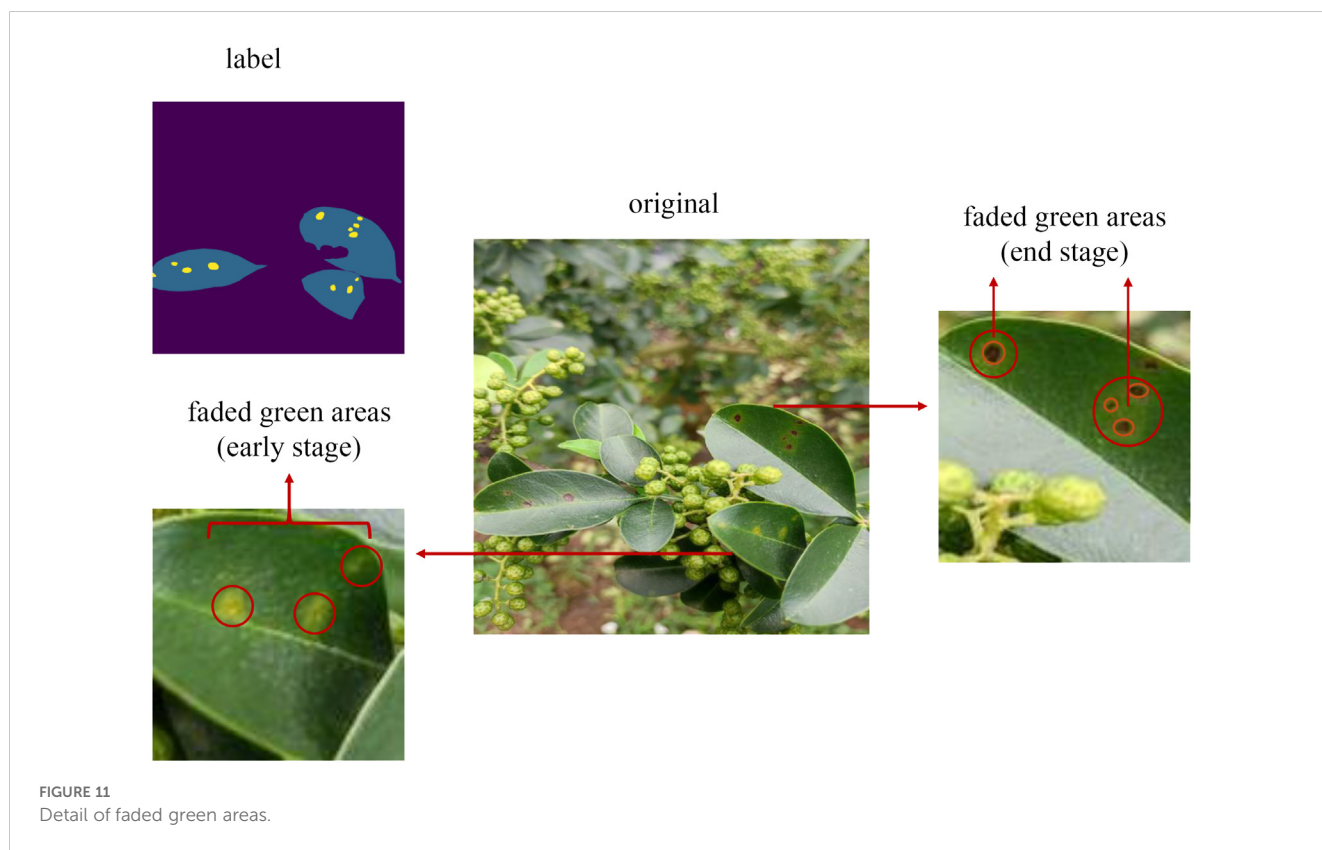 label
original
faded green areas
(end stage)
faded green areas
(early stage)
FIGURE 11
Detail of faded green areas.